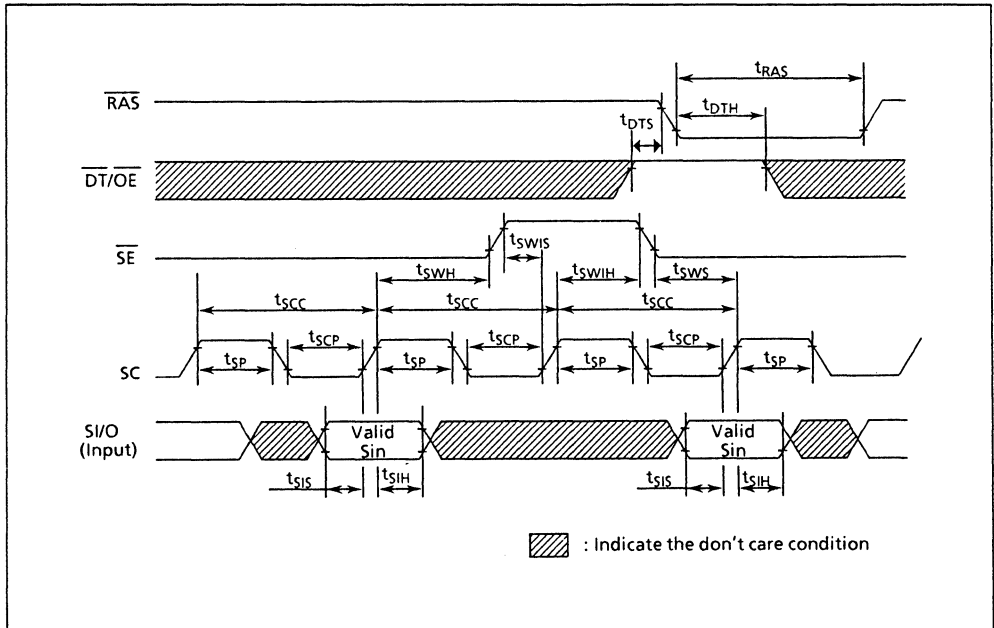 tRAS
RAS
tDTH
tDTS
DT/OE
SE
tSWIS
tSWH
tSWIH
tSWS
tSCC tSCC tSCC
tSCP tSCP tSCP
SC
tSP tSP tSP tSP
SI/O
(Input)
Valid
Sin
Valid
Sin
tSIS tSIH tSIS tSIH
: Indicate the don't care condition